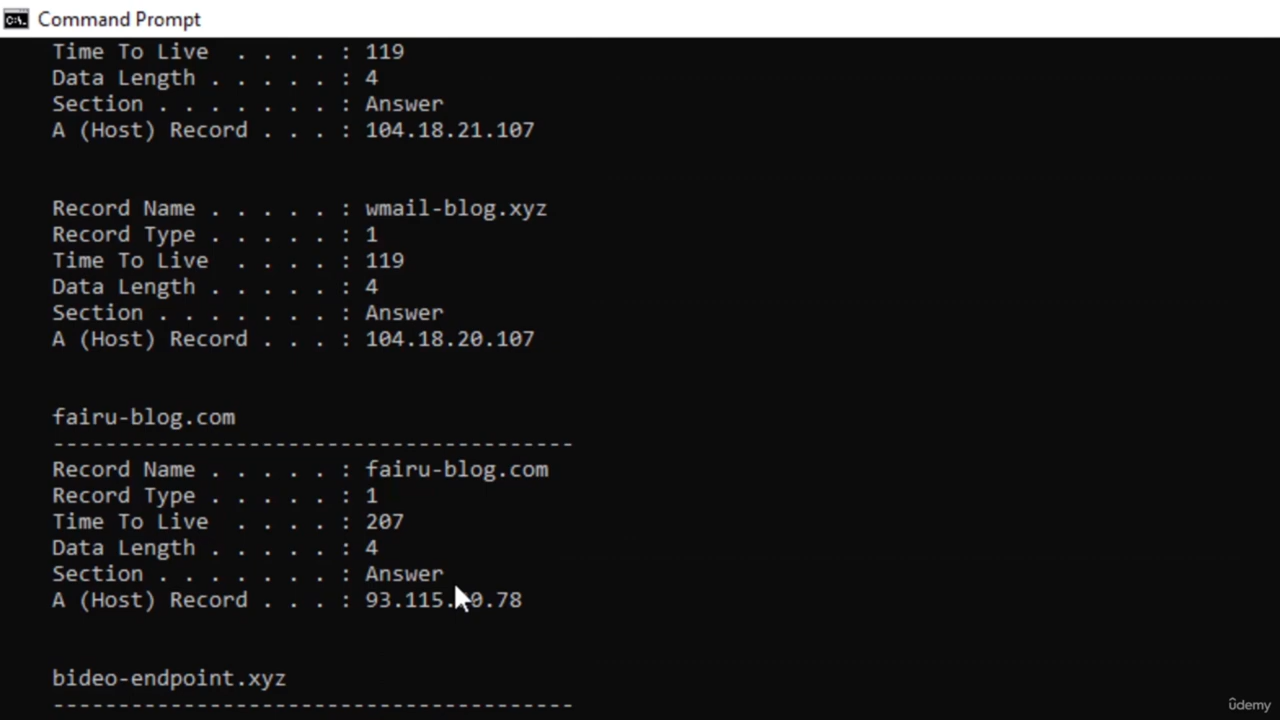 Command Prompt
Time To Live  . . . . : 119
Data Length . . . . . : 4
Section . . . . . . . : Answer
A (Host) Record . . . : 104.18.21.107
Record Name . . . . . : wmail-blog.xyz
Record Type . . . . . : 1
Time To Live  . . . . : 119
Data Length . . . . . : 4
Section . . . . . . . : Answer
A (Host) Record . . . : 104.18.20.107
fairu-blog.com
----------------------------------------
Record Name . . . . . : fairu-blog.com
Record Type . . . . . : 1
Time To Live  . . . . : 207
Data Length . . . . . : 4
Section . . . . . . . : Answer
A (Host) Record . . . :
bideo-endpoint.xyz
----------------------------------------
ûdemy